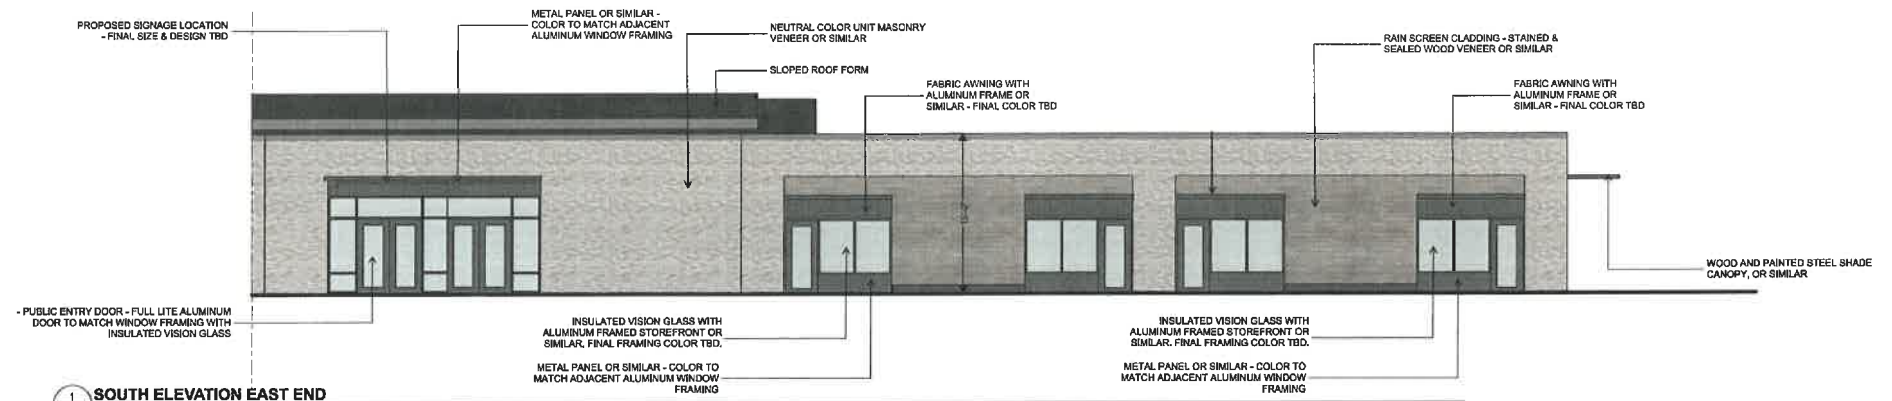 PROPOSED SIGNAGE LOCATION
- FINAL SIZE & DESIGN TBD
METAL PANEL OR SIMILAR -
COLOR TO MATCH ADJACENT
ALUMINUM WINDOW FRAMING
NEUTRAL COLOR UNIT MASONRY
VENEER OR SIMILAR
SLOPED ROOF FORM
FABRIC AWNING WITH
ALUMINUM FRAME OR
SIMILAR - FINAL COLOR TBD
RAIN SCREEN CLADDING - STAINED &
SEALED WOOD VENEER OR SIMILAR
FABRIC AWNING WITH
ALUMINUM FRAME OR
SIMILAR - FINAL COLOR TBD
WOOD AND PAINTED STEEL SHADE
CANOPY, OR SIMILAR
- PUBLIC ENTRY DOOR - FULL LITE ALUMINUM
DOOR TO MATCH WINDOW FRAMING WITH
INSULATED VISION GLASS
INSULATED VISION GLASS WITH
ALUMINUM FRAMED STOREFRONT OR
SIMILAR. FINAL FRAMING COLOR TBD.
METAL PANEL OR SIMILAR - COLOR TO
MATCH ADJACENT ALUMINUM WINDOW
FRAMING
INSULATED VISION GLASS WITH
ALUMINUM FRAMED STOREFRONT OR
SIMILAR. FINAL FRAMING COLOR TBD.
METAL PANEL OR SIMILAR - COLOR TO
MATCH ADJACENT ALUMINUM WINDOW
FRAMING
1 SOUTH ELEVATION EAST END